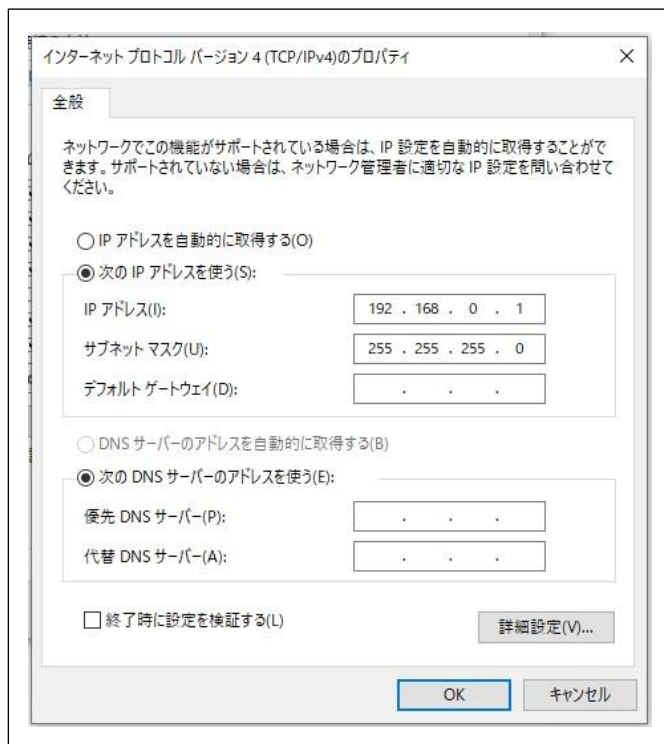 インターネット プロトコル バージョン 4 (TCP/IPv4)のプロパティ
全般
ネットワークでこの機能がサポートされている場合は、IP 設定を自動的に取得することがで
きます。サポートされていない場合は、ネットワーク管理者に適切な IP 設定を問い合わせて
ください。
IP アドレスを自動的に取得する(O)
次の IP アドレスを使う(S):
IP アドレス(I): 192 . 168 . 0 . 1
サブネット マスク(U): 255 . 255 . 255 . 0
デフォルト ゲートウェイ(D): . . .
DNS サーバーのアドレスを自動的に取得する(B)
次の DNS サーバーのアドレスを使う(E):
優先 DNS サーバー(P): . . .
代替 DNS サーバー(A): . . .
終了時に設定を検証する(L)
詳細設定(V)...
OK キャンセル